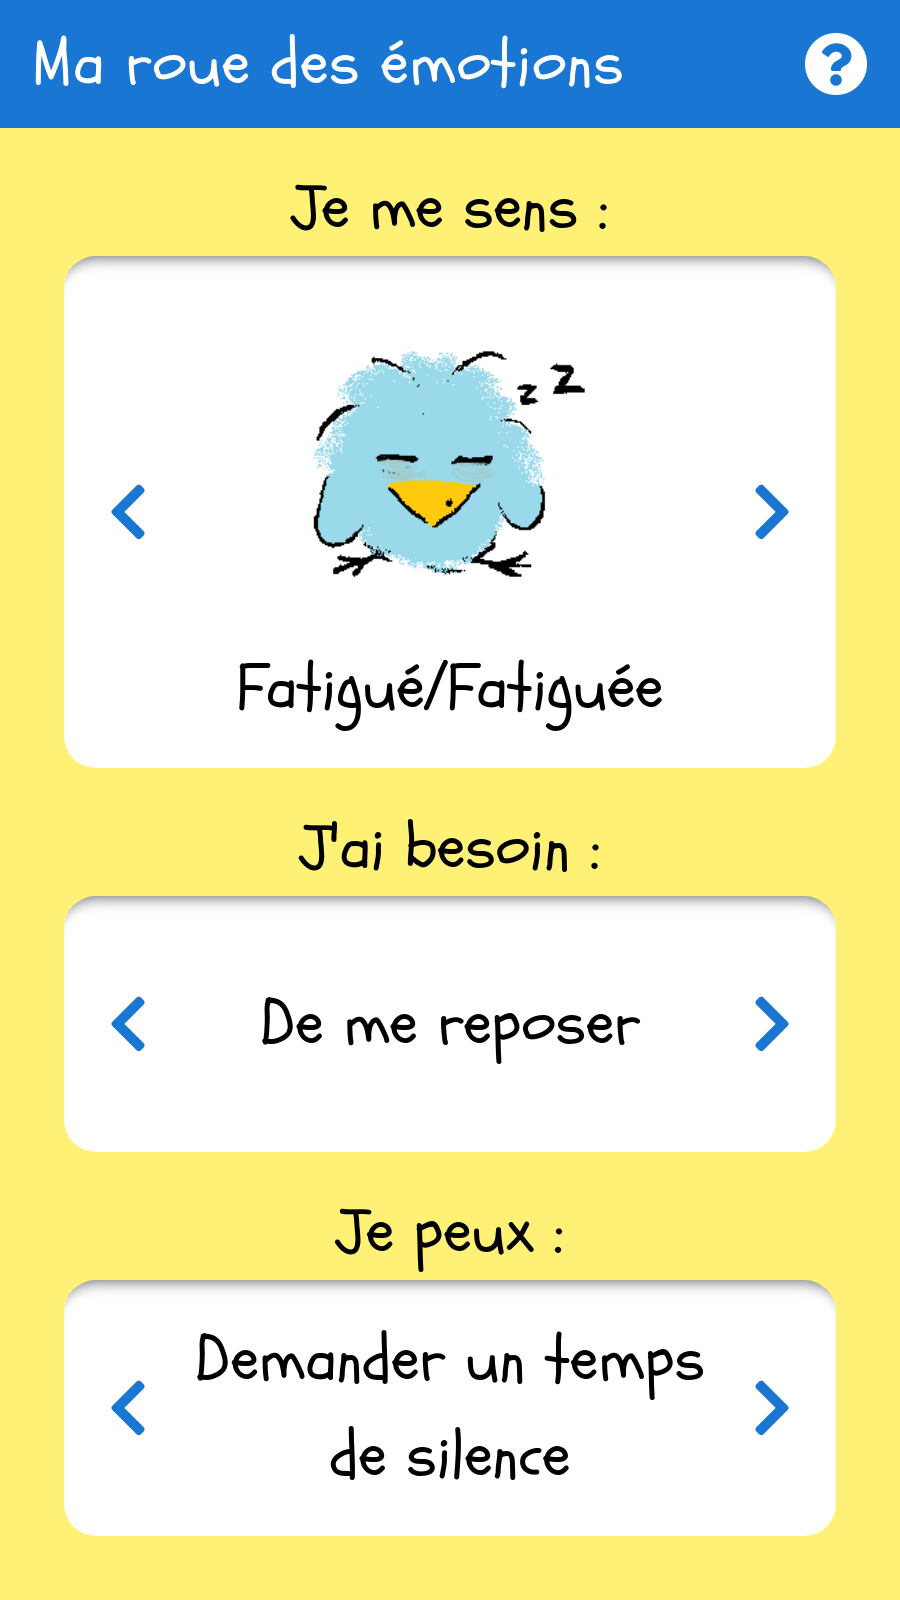 Ma roue des émotions
?
Je me sens :
z Z
Fatigué/Fatiguée
J'ai besoin :
De me reposer
Je peux :
Demander un temps
de silence